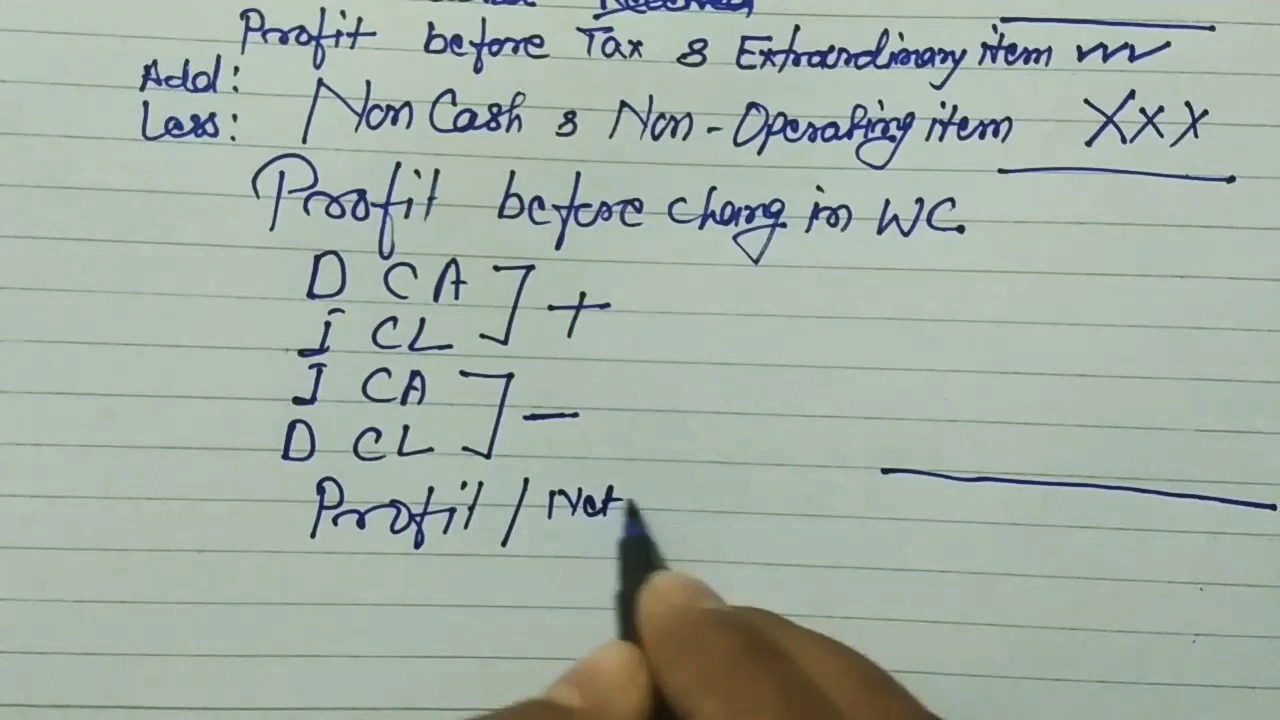 Received
Profit before Tax & Extraordinary item
Add:
Less: Non Cash & Non-Operating item XXX
Profit before chang in WC
D CA ] +
I CL
I CA ] —
D CL
Profit / Net